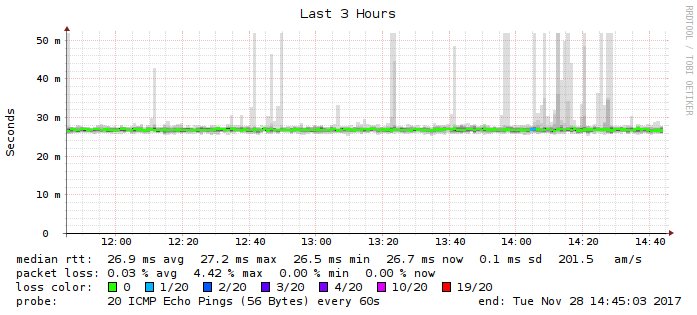 Last 3 Hours
RRDTOOL / TOBI OETIKER
Seconds
50 m
40 m
30 m
20 m
10 m
0
12:00 12:20 12:40 13:00 13:20 13:40 14:00 14:20 14:40
median rtt: 26.9 ms avg 27.2 ms max 26.5 ms min 26.7 ms now 0.1 ms sd 201.5 am/s
packet loss: 0.03 % avg 4.42 % max 0.00 % min 0.00 % now
loss color: 0 1/20 2/20 3/20 4/20 10/20 19/20
probe: 20 ICMP Echo Pings (56 Bytes) every 60s end: Tue Nov 28 14:45:03 2017